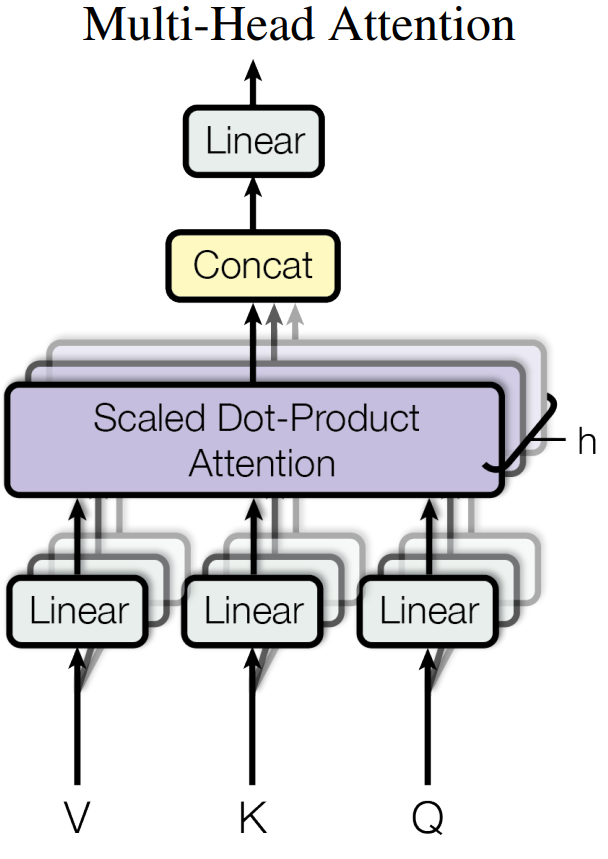 Multi-Head Attention
Linear
Concat
Scaled Dot-Product
Attention
h
Linear
Linear
Linear
V
K
Q